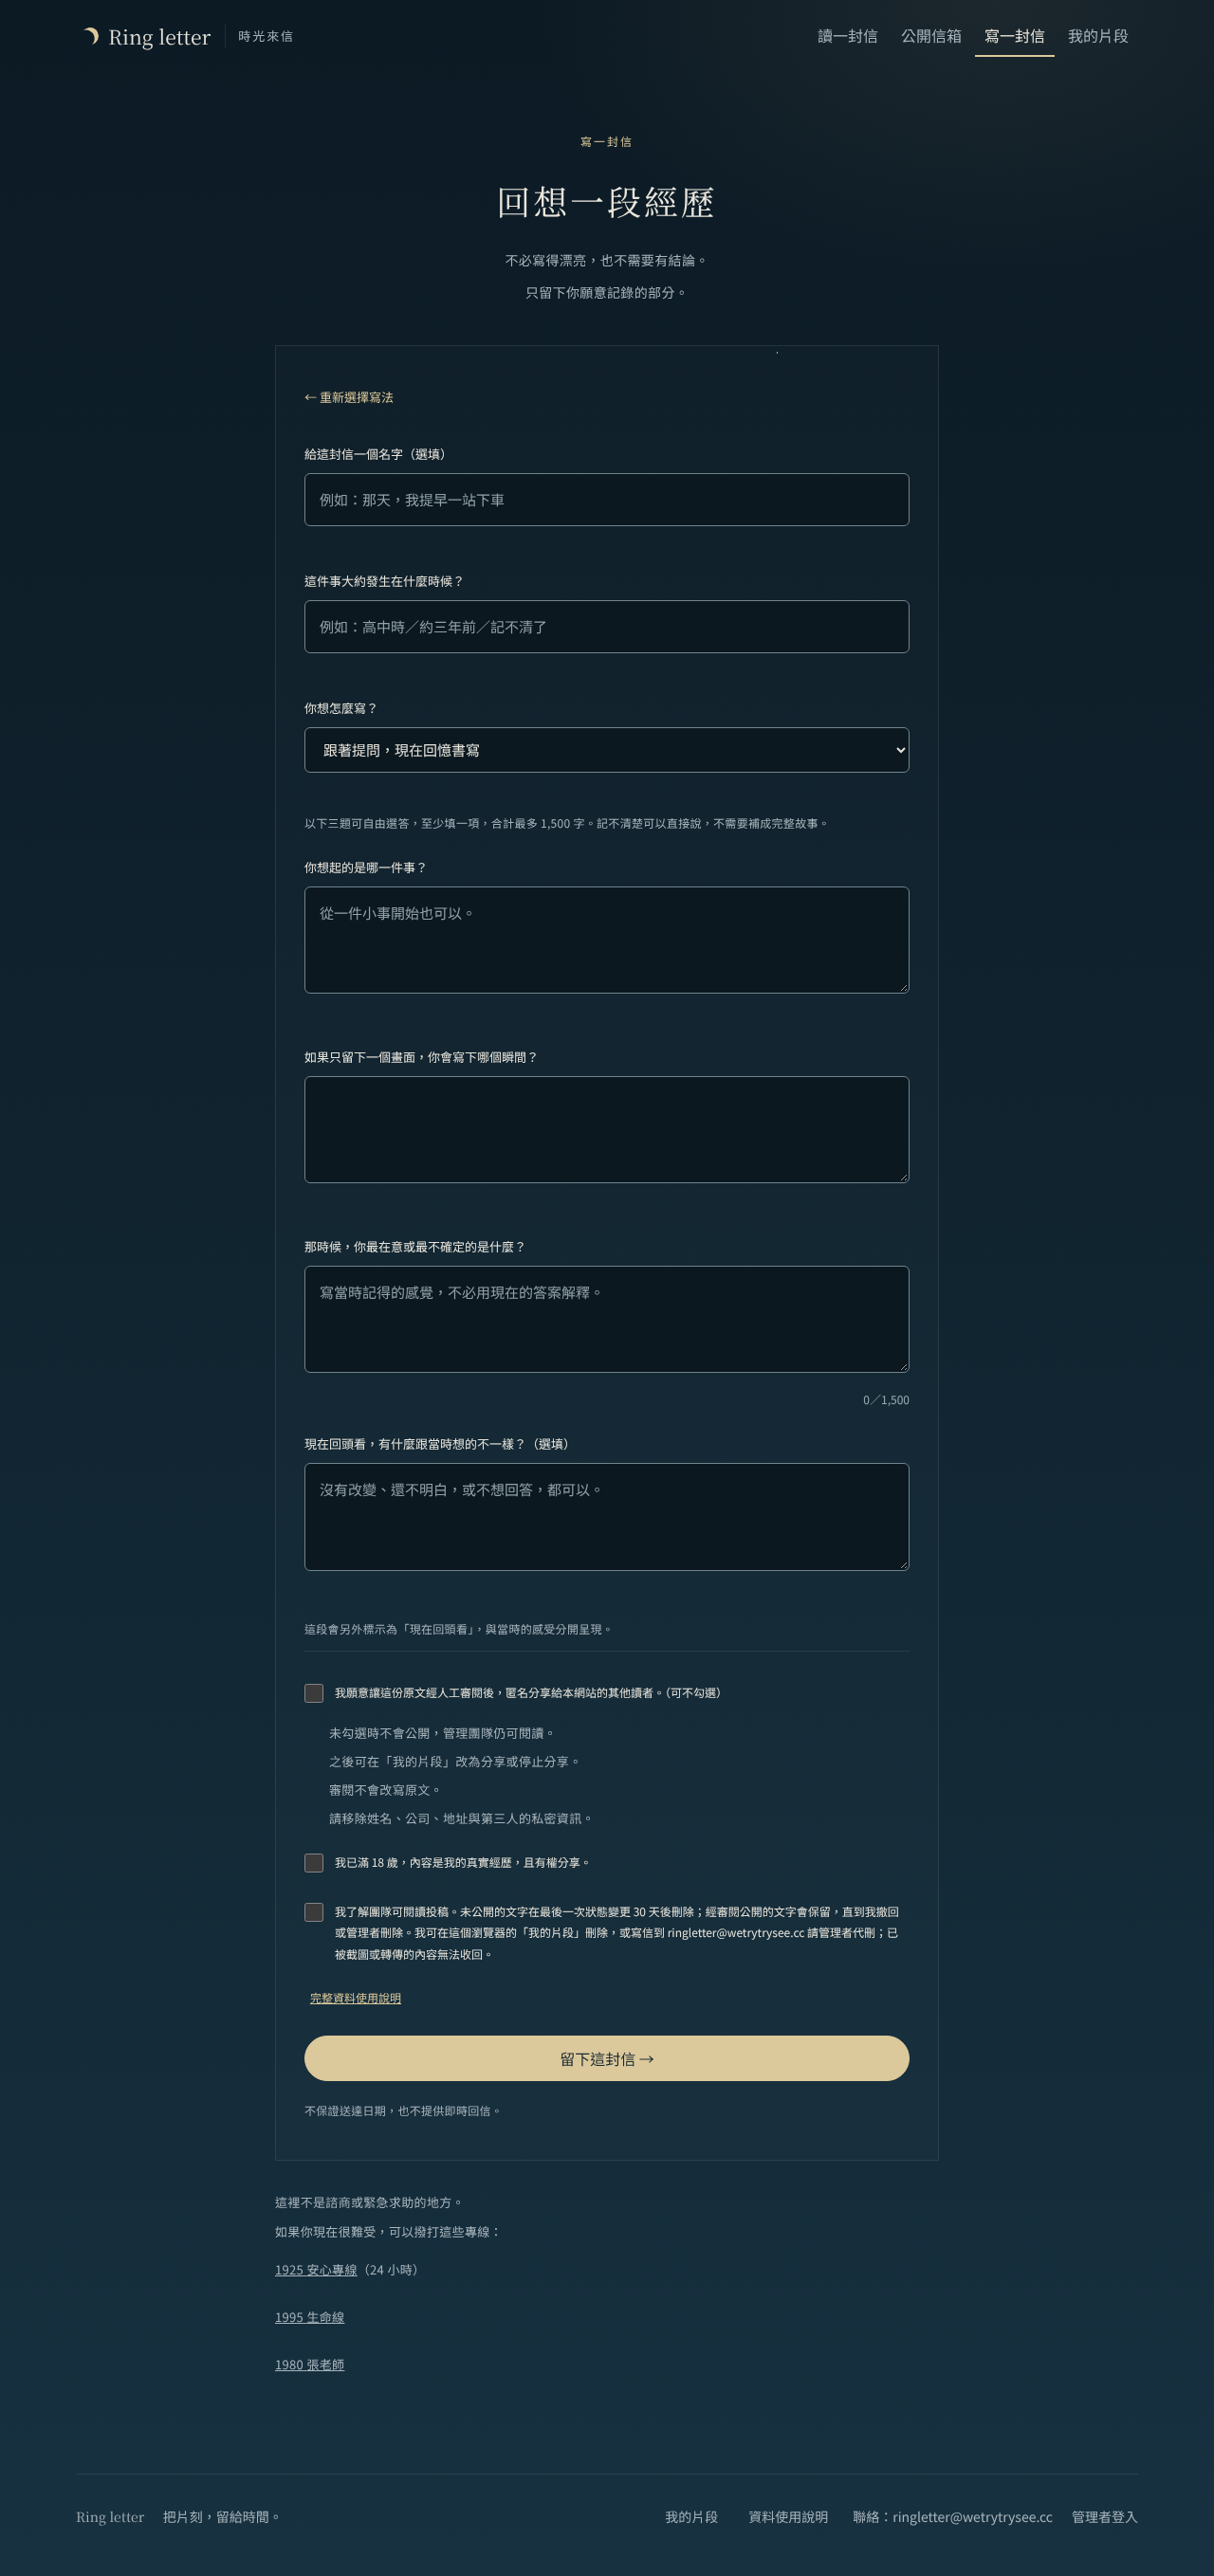 Ring letter
時光來信
讀一封信
公開信箱
寫一封信
我的片段
寫一封信
回想一段經歷
不必寫得漂亮，也不需要有結論。
只留下你願意記錄的部分。
← 重新選擇寫法
給這封信一個名字（選填）
例如：那天，我提早一站下車
這件事大約發生在什麼時候？
例如：高中時／約三年前／記不清了
你想怎麼寫？
跟著提問，現在回憶書寫
以下三題可自由選答，至少填一項，合計最多 1,500 字。記不清楚可以直接說，不需要補成完整故事。
你想起的是哪一件事？
從一件小事開始也可以。
如果只留下一個畫面，你會寫下哪個瞬間？
那時候，你最在意或最不確定的是什麼？
寫當時記得的感覺，不必用現在的答案解釋。
0／1,500
現在回頭看，有什麼跟當時想的不一樣？（選填）
沒有改變、還不明白，或不想回答，都可以。
這段會另外標示為「現在回頭看」，與當時的感受分開呈現。
我願意讓這份原文經人工審閱後，匿名分享給本網站的其他讀者。（可不勾選）
未勾選時不會公開，管理團隊仍可閱讀。
之後可在「我的片段」改為分享或停止分享。
審閱不會改寫原文。
請移除姓名、公司、地址與第三人的私密資訊。
我已滿 18 歲，內容是我的真實經歷，且有權分享。
我了解團隊可閱讀投稿。未公開的文字在最後一次狀態變更 30 天後刪除；經審閱公開的文字會保留，直到我撤回
或管理者刪除。我可在這個瀏覽器的「我的片段」刪除，或寫信到 ringletter@wetrytrysee.cc 請管理者代刪；已
被截圖或轉傳的內容無法收回。
完整資料使用說明
留下這封信 →
不保證送達日期，也不提供即時回信。
這裡不是諮商或緊急求助的地方。
如果你現在很難受，可以撥打這些專線：
1925 安心專線（24 小時）
1995 生命線
1980 張老師
Ring letter
把片刻，留給時間。
我的片段
資料使用說明
聯絡：ringletter@wetrytrysee.cc
管理者登入